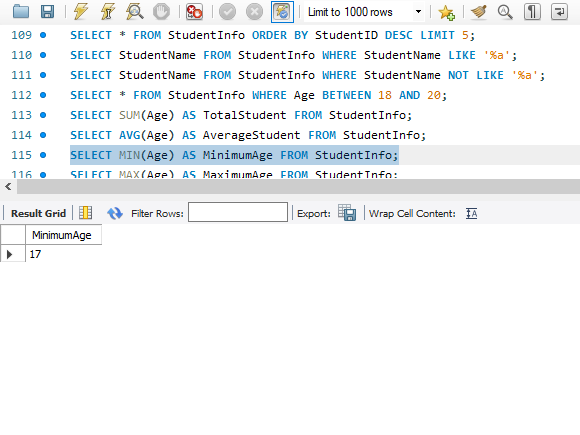 Limit to 1000 rows
109 SELECT * FROM StudentInfo ORDER BY StudentID DESC LIMIT 5;
110 SELECT StudentName FROM StudentInfo WHERE StudentName LIKE '%a';
111 SELECT StudentName FROM StudentInfo WHERE StudentName NOT LIKE '%a';
112 SELECT * FROM StudentInfo WHERE Age BETWEEN 18 AND 20;
113 SELECT SUM(Age) AS TotalStudent FROM StudentInfo;
114 SELECT AVG(Age) AS AverageStudent FROM StudentInfo;
115 SELECT MIN(Age) AS MinimumAge FROM StudentInfo;
116 SELECT MAX(Age) AS MaximumAge FROM StudentInfo;
Result Grid Filter Rows: Export: Wrap Cell Content:
MinimumAge
17